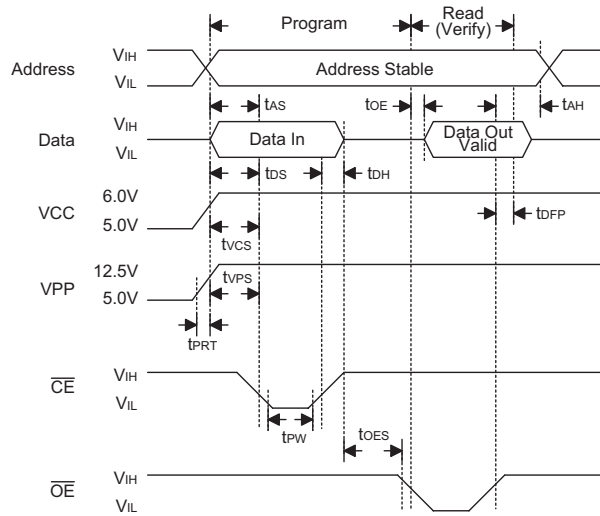 Program
Read
(Verify)
Address
VIH
VIL
Address Stable
tAS
tOE
tAH
Data
VIH
VIL
Data In
Data Out
Valid
tDS
tDH
tDFP
VCC
6.0V
5.0V
tVCS
VPP
12.5V
5.0V
tVPS
tPRT
CE
VIH
VIL
tPW
tOES
OE
VIH
VIL